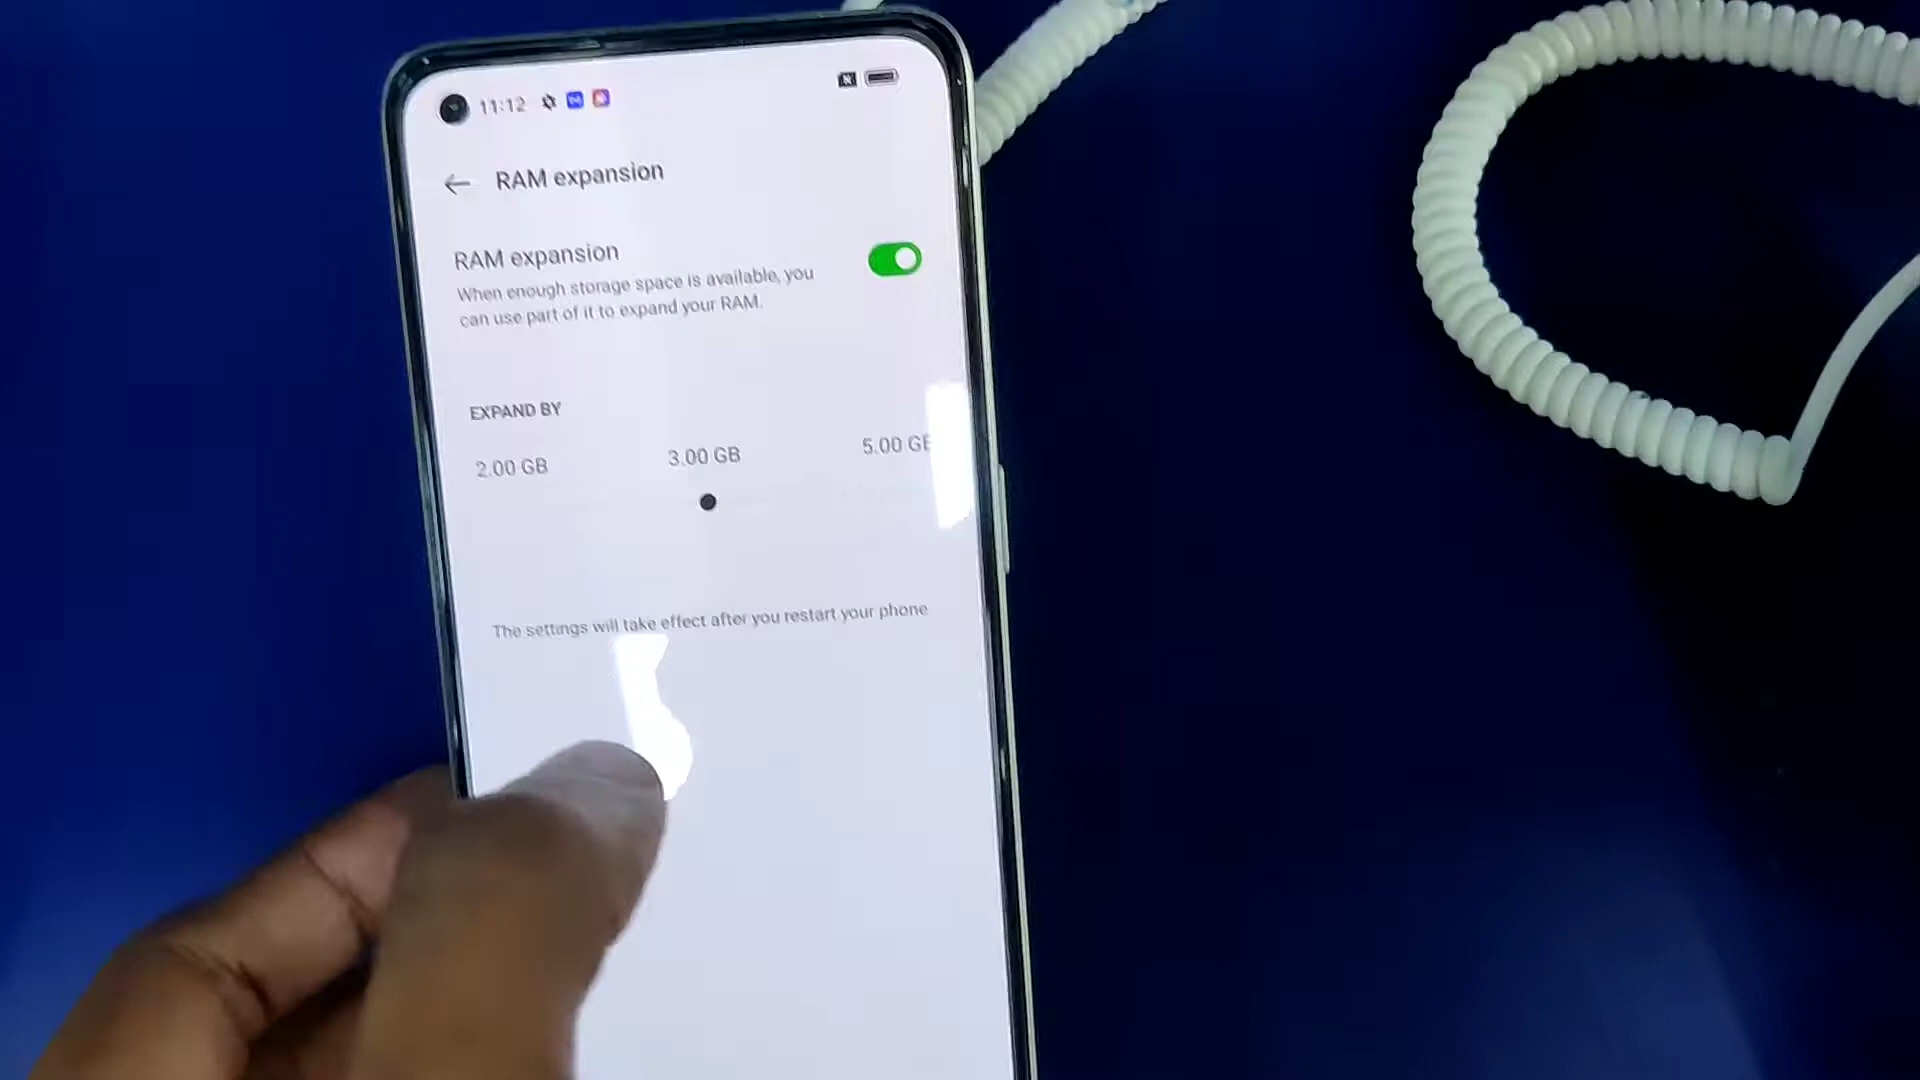 11:12
RAM expansion
RAM expansion
When enough storage space is available, you
can use part of it to expand your RAM.
EXPAND BY
2.00 GB 3.00 GB 5.00 GB
The settings will take effect after you restart your phone